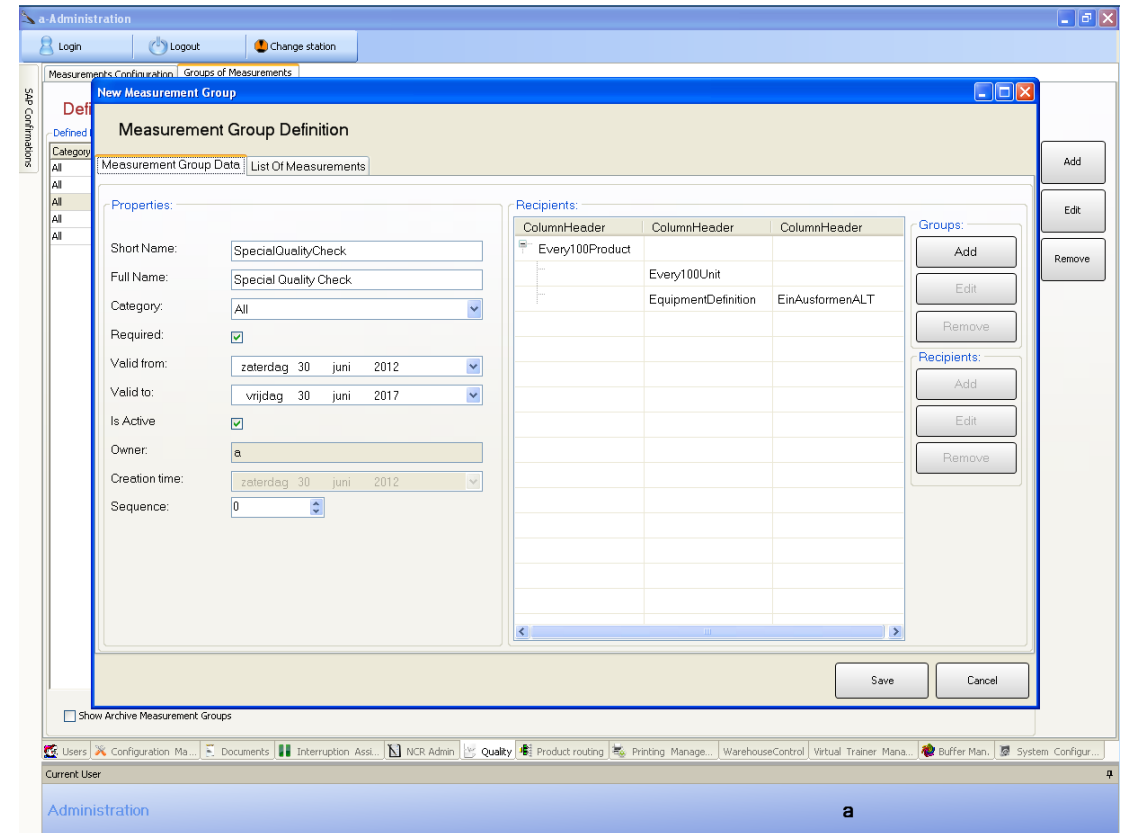 a-Administration
Login
Logout
Change station
Measurements Configuration
Groups of Measurements
SAP Confirmations
Defi
Defined
Category
All
All
All
All
All
New Measurement Group
Measurement Group Definition
Measurement Group Data
List Of Measurements
Properties:
Short Name:
SpecialQualityCheck
Full Name:
Special Quality Check
Category:
All
Required:
Valid from:
zaterdag 30 juni 2012
Valid to:
vrijdag 30 juni 2017
Is Active
Owner:
a
Creation time:
zaterdag 30 juni 2012
Sequence:
0
Recipients:
ColumnHeader ColumnHeader ColumnHeader
Every100Product
Every100Unit
EquipmentDefinition EinAusformenALT
Groups:
Add
Edit
Remove
Recipients:
Add
Edit
Remove
Save
Cancel
Add
Edit
Remove
Show Archive Measurement Groups
Users
Configuration Ma...
Documents
Interruption Assi...
NCR Admin
Quality
Product routing
Printing Manage...
WarehouseControl
Virtual Trainer Mana...
Buffer Man.
System Configur...
Current User
Administration
a